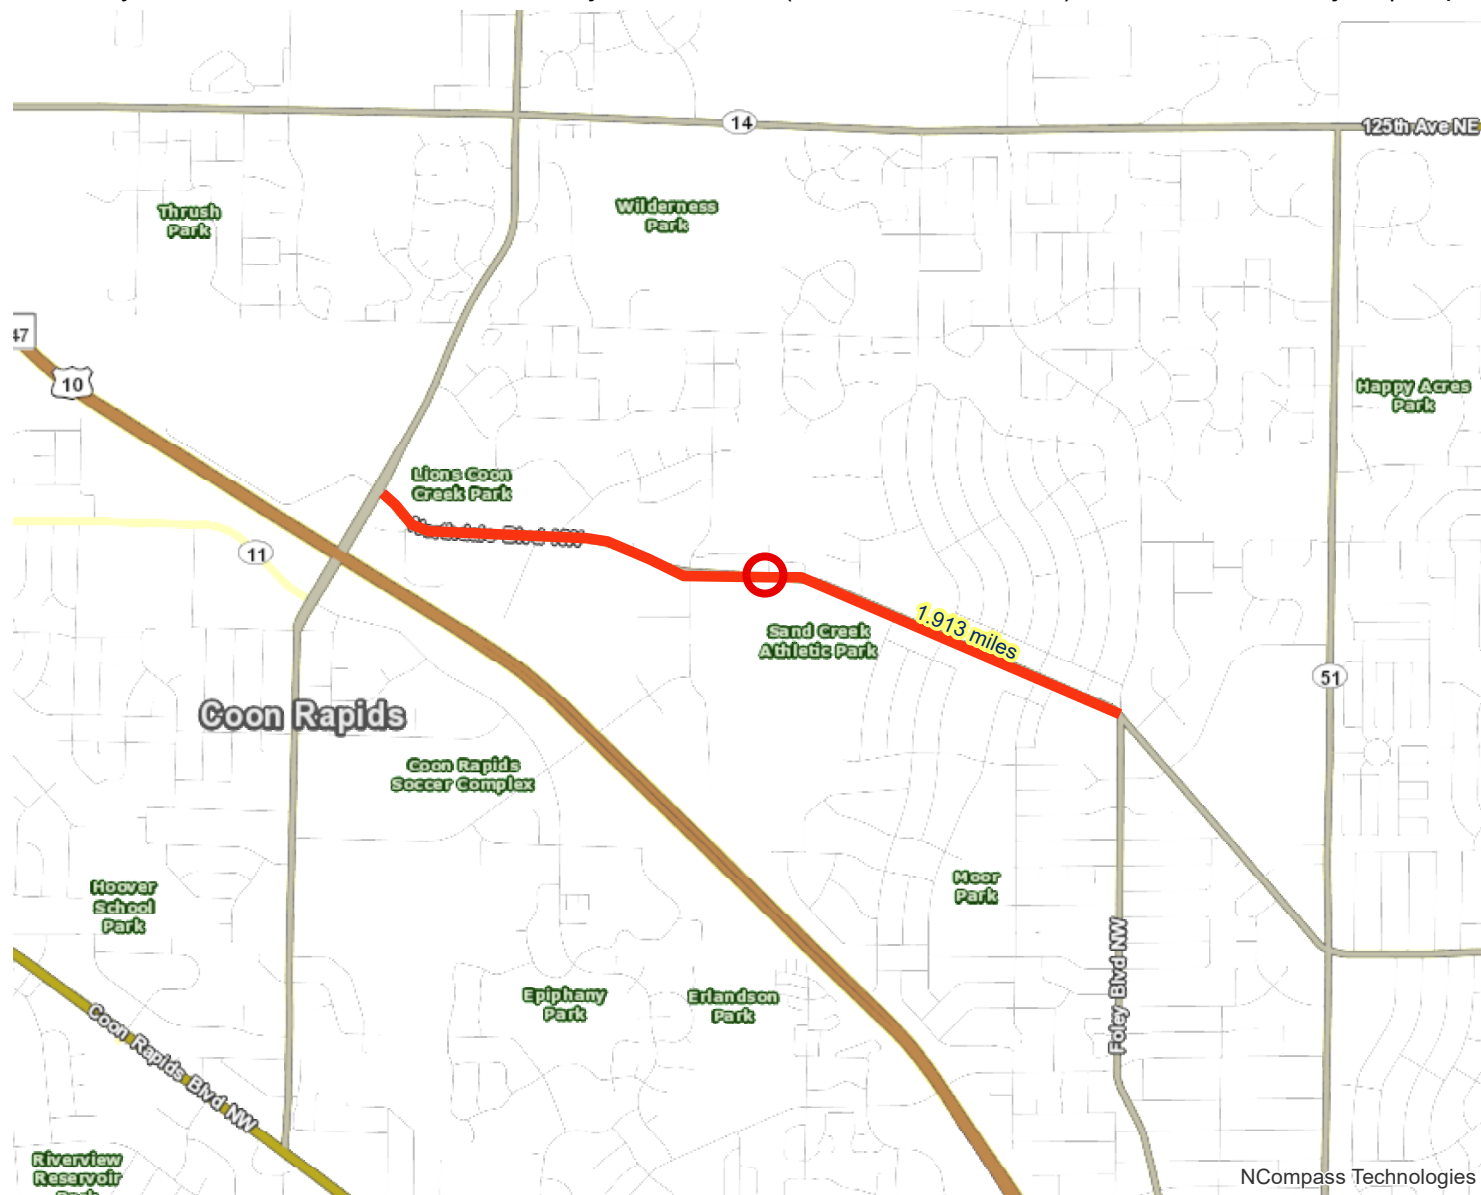 14
125th Ave NE
Thrush
Park
Wilderness
Park
47
10
Happy Acres
Park
Lions Coon
Creek Park
11
1.913 miles
Sand Creek
Athletic Park
51
Coon Rapids
Coon Rapids
Soccer Complex
Hoover
School
Park
Moor
Park
Foley Blvd NW
Epiphany
Park
Erlandson
Park
Coon Rapids Blvd NW
Riverview
Reservoir
NCompass Technologies